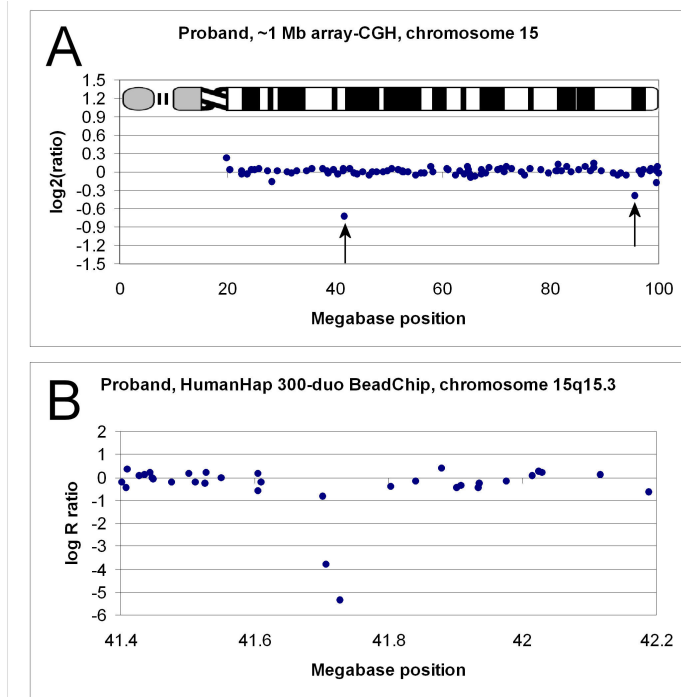 A
Proband, ~1 Mb array-CGH, chromosome 15
log2(ratio)
1.5
1.2
0.9
0.6
0.3
0
-0.3
-0.6
-0.9
-1.2
-1.5
0 20 40 60 80 100
Megabase position
B
Proband, HumanHap 300-duo BeadChip, chromosome 15q15.3
log R ratio
2
1
0
-1
-2
-3
-4
-5
-6
41.4 41.6 41.8 42 42.2
Megabase position